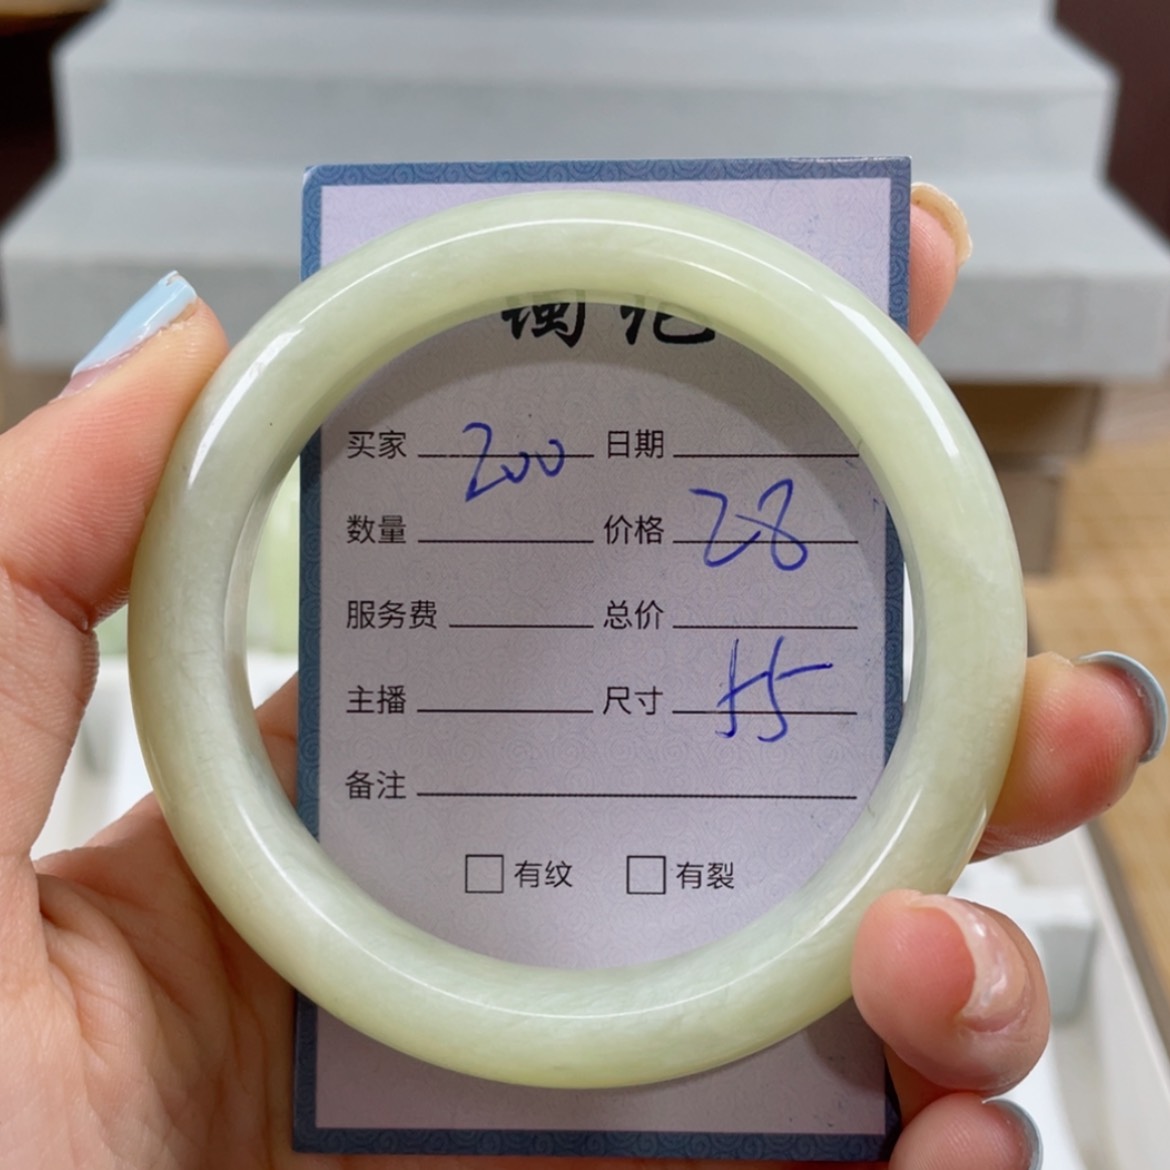 买家 200 日期
数量 价格 28
服务费 总价
主播 尺寸 55
备注
□ 有纹 □ 有裂